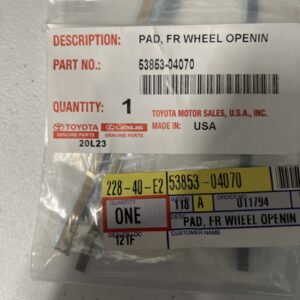 DESCRIPTION: PAD, FR WHEEL OPENIN
PART NO.: 53853-04070
QUANTITY: 1
TOYOTA MOTOR SALES, U.S.A., INC.
TOYOTA LEXUS MADE IN: USA
GENUINE PARTS GENUINE PARTS
20L23
228-40-E2 53853-04070
QUANTITY 118 A ORDER 011794
ONE PAD, FR WHEEL OPENIN
CUSTOMER NAME
121F